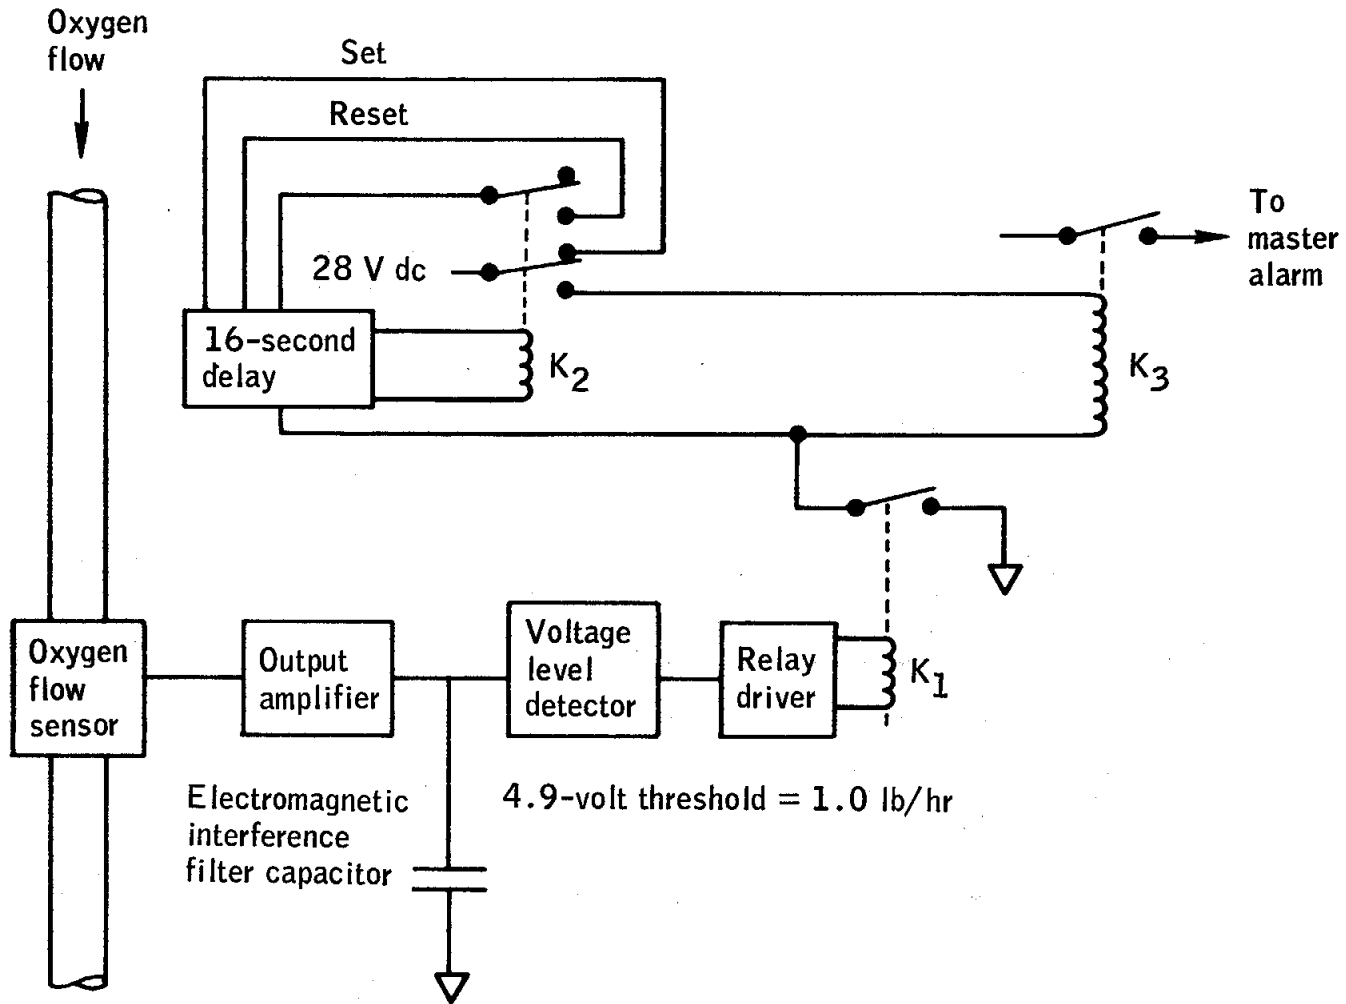 Oxygen
flow
Set
Reset
28 V dc
To
master
alarm
16-second
delay
K2
K3
Oxygen
flow
sensor
Output
amplifier
Voltage
level
detector
Relay
driver
K1
Electromagnetic
interference
filter capacitor
4.9-volt threshold = 1.0 lb/hr